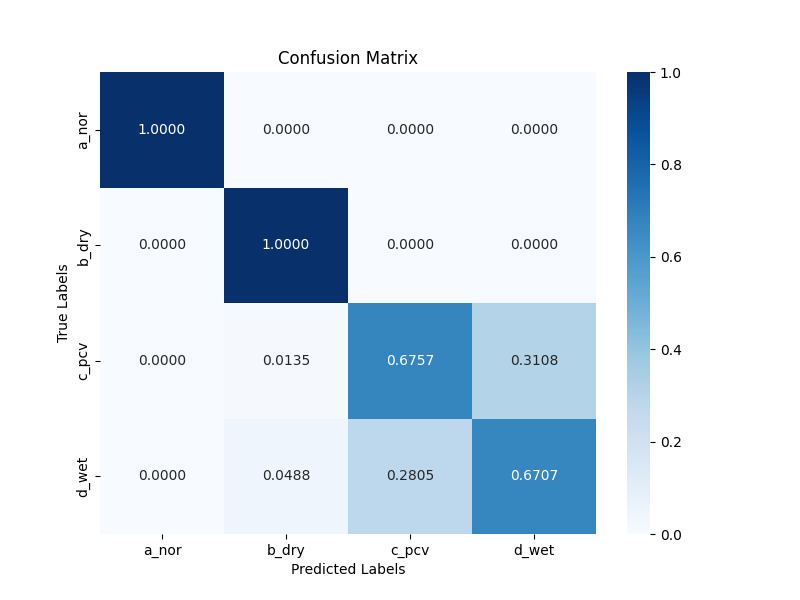 Confusion Matrix
True Labels
a_nor 1.0000 0.0000 0.0000 0.0000
b_dry 0.0000 1.0000 0.0000 0.0000
c_pcv 0.0000 0.0135 0.6757 0.3108
d_wet 0.0000 0.0488 0.2805 0.6707
a_nor b_dry c_pcv d_wet
Predicted Labels
1.0
0.8
0.6
0.4
0.2
0.0